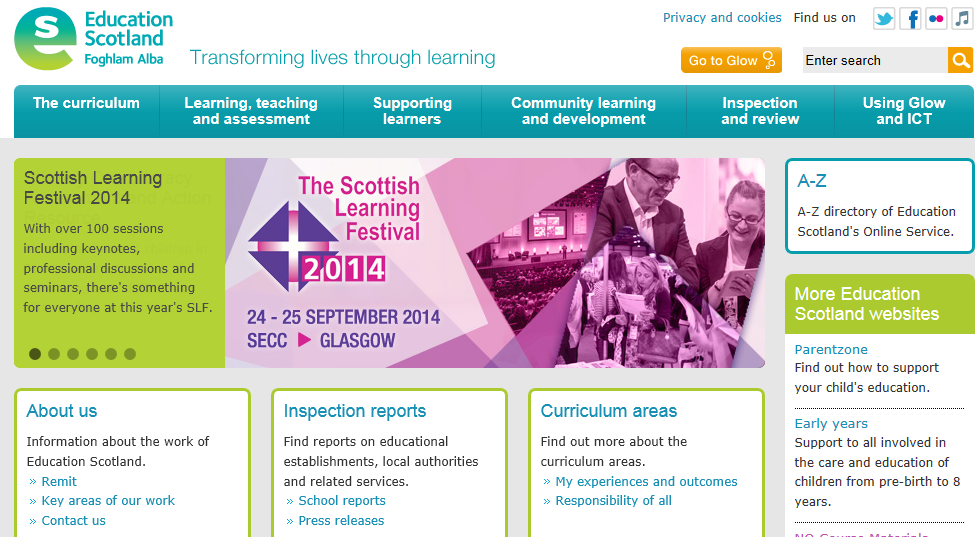 Education
Scotland
Foghlam Alba
Transforming lives through learning
Privacy and cookies
Find us on
Go to Glow
Enter search
The curriculum
Learning, teaching
and assessment
Supporting
learners
Community learning
and development
Inspection
and review
Using Glow
and ICT
Scottish Learning
Festival 2014
With over 100 sessions
including keynotes,
professional discussions and
seminars, there's something
for everyone at this year's SLF.
The Scottish
Learning
Festival
2014
24 - 25 SEPTEMBER 2014
SECC GLASGOW
A-Z
A-Z directory of Education
Scotland's Online Service.
More Education
Scotland websites
Parentzone
Find out how to support
your child's education.
Early years
Support to all involved in
the care and education of
children from pre-birth to 8
years.
NQ Course Materials
About us
Information about the work of
Education Scotland.
» Remit
» Key areas of our work
» Contact us
Inspection reports
Find reports on educational
establishments, local authorities
and related services.
» School reports
» Press releases
Curriculum areas
Find out more about the
curriculum areas.
» My experiences and outcomes
» Responsibility of all